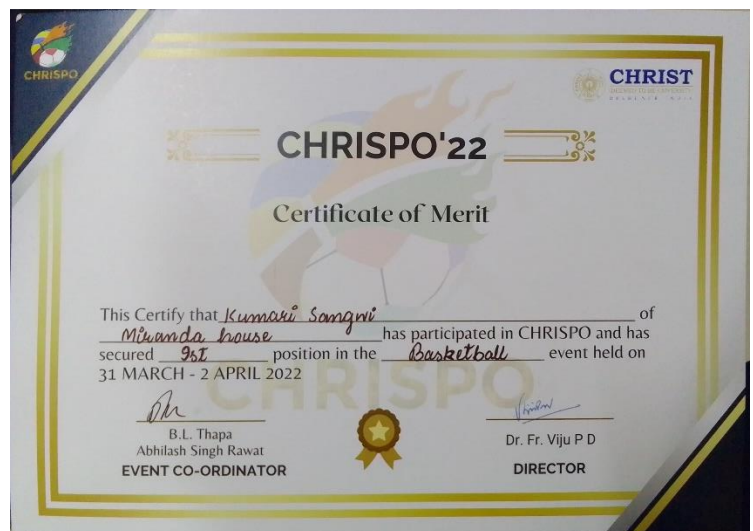 CHRISPO
CHRIST
CHRISPO'22
Certificate of Merit
This Certify that Kumari Sangwi of
Miranda house has participated in CHRISPO and has
secured 1st position in the Basketball event held on
31 MARCH - 2 APRIL 2022
CHRISPO
B.L. Thapa
Abhilash Singh Rawat
EVENT CO-ORDINATOR
Dr. Fr. Viju P D
DIRECTOR